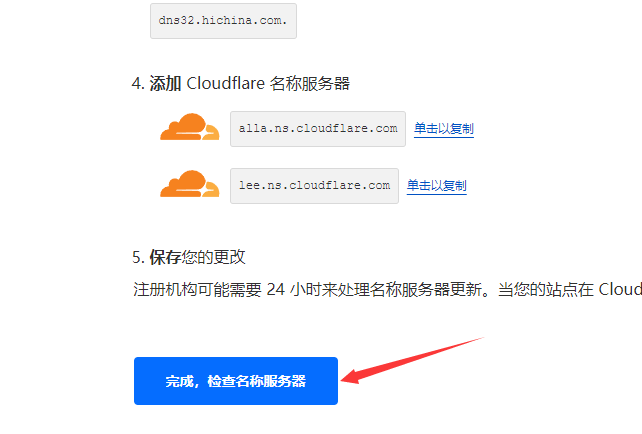 dns32.hichina.com.
4. 添加 Cloudflare 名称服务器
alla.ns.cloudflare.com 单击以复制
lee.ns.cloudflare.com 单击以复制
5. 保存您的更改
注册机构可能需要 24 小时来处理名称服务器更新。当您的站点在 Cloud
完成，检查名称服务器